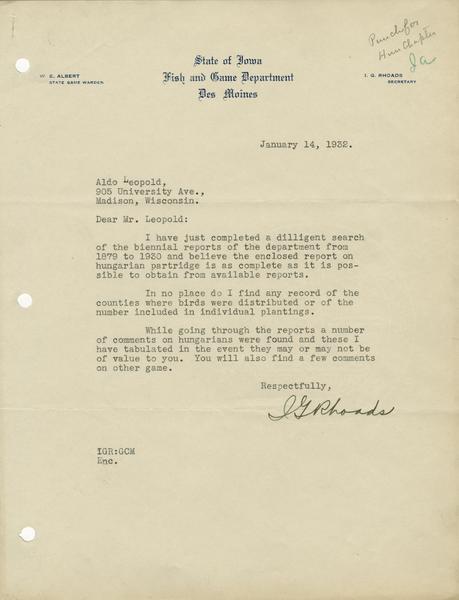 Punch for
Hun Chapter
Ia
State of Iowa
Fish and Game Department
Des Moines
W. E. ALBERT
STATE GAME WARDEN
I. G. RHOADS
SECRETARY
January 14, 1932.
Aldo Leopold,
905 University Ave.,
Madison, Wisconsin.
Dear Mr. Leopold:
I have just completed a dilligent search
of the biennial reports of the department from
1879 to 1930 and believe the enclosed report on
hungarian partridge is as complete as it is pos-
sible to obtain from available reports.
In no place do I find any record of the
counties where birds were distributed or of the
number included in individual plantings.
While going through the reports a number
of comments on hungarians were found and these I
have tabulated in the event they may or may not be
of value to you. You will also find a few comments
on other game.
Respectfully,
I G Rhoads
IGR:GCM
Enc.